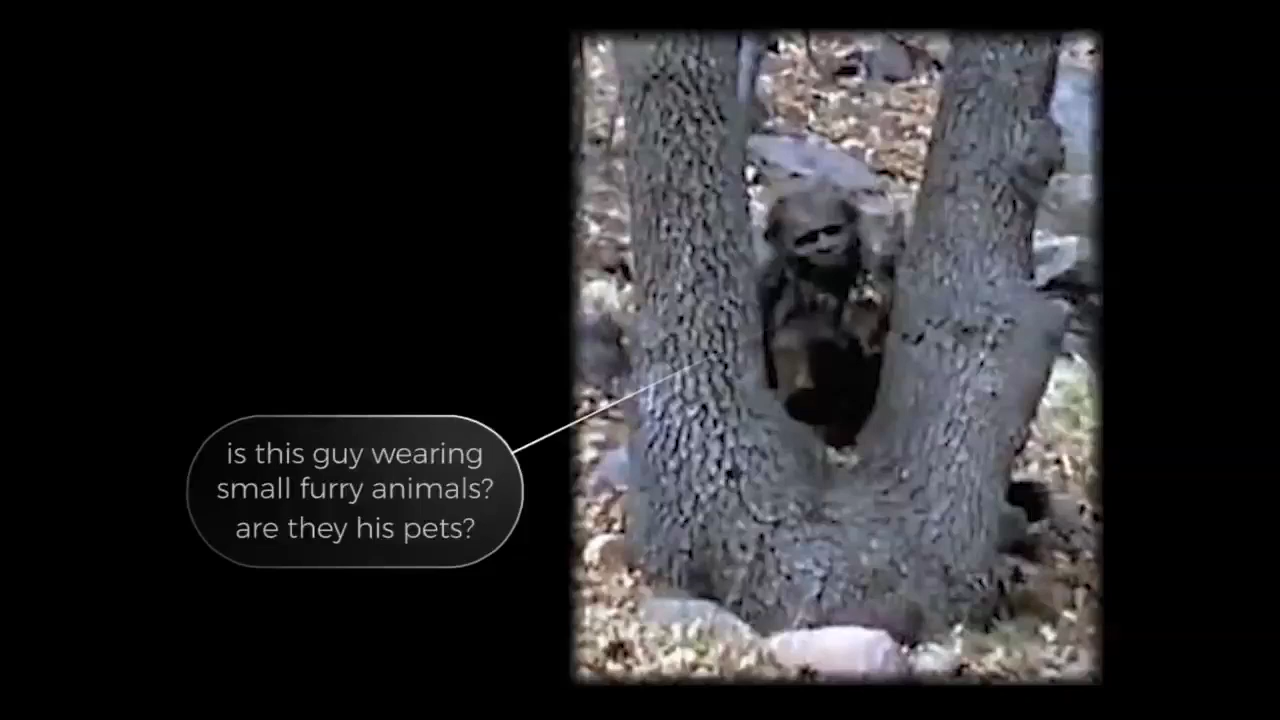 is this guy wearing
small furry animals?
are they his pets?